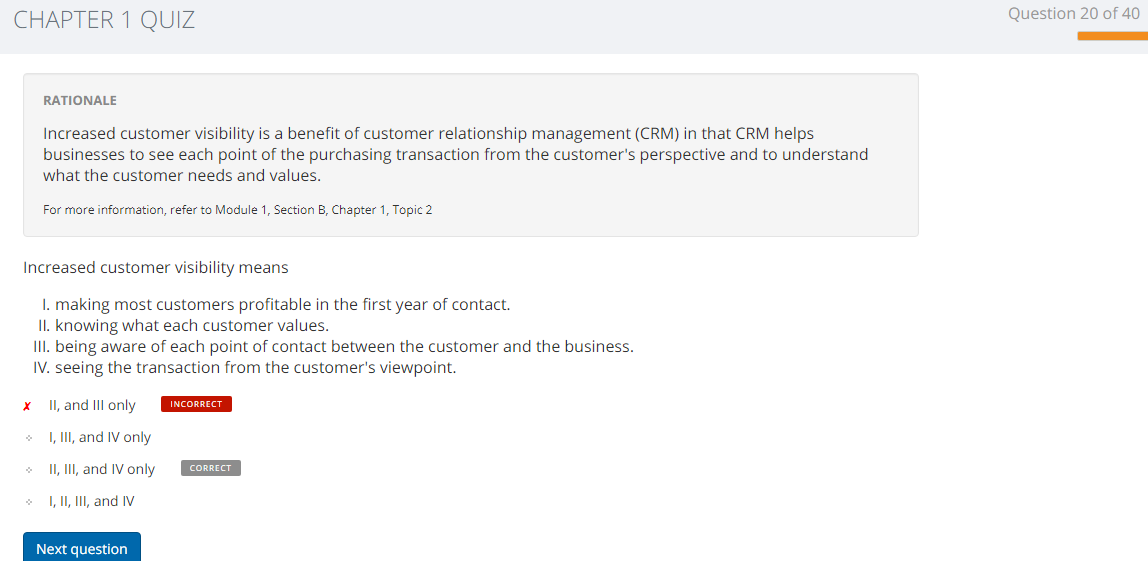 CHAPTER 1 QUIZ
Question 20 of 40
RATIONALE
Increased customer visibility is a benefit of customer relationship management (CRM) in that CRM helps
businesses to see each point of the purchasing transaction from the customer's perspective and to understand
what the customer needs and values.
For more information, refer to Module 1, Section B, Chapter 1, Topic 2
Increased customer visibility means
I. making most customers profitable in the first year of contact.
II. knowing what each customer values.
III. being aware of each point of contact between the customer and the business.
IV. seeing the transaction from the customer's viewpoint.
✗ II, and III only INCORRECT
I, III, and IV only
II, III, and IV only CORRECT
I, II, III, and IV
Next question